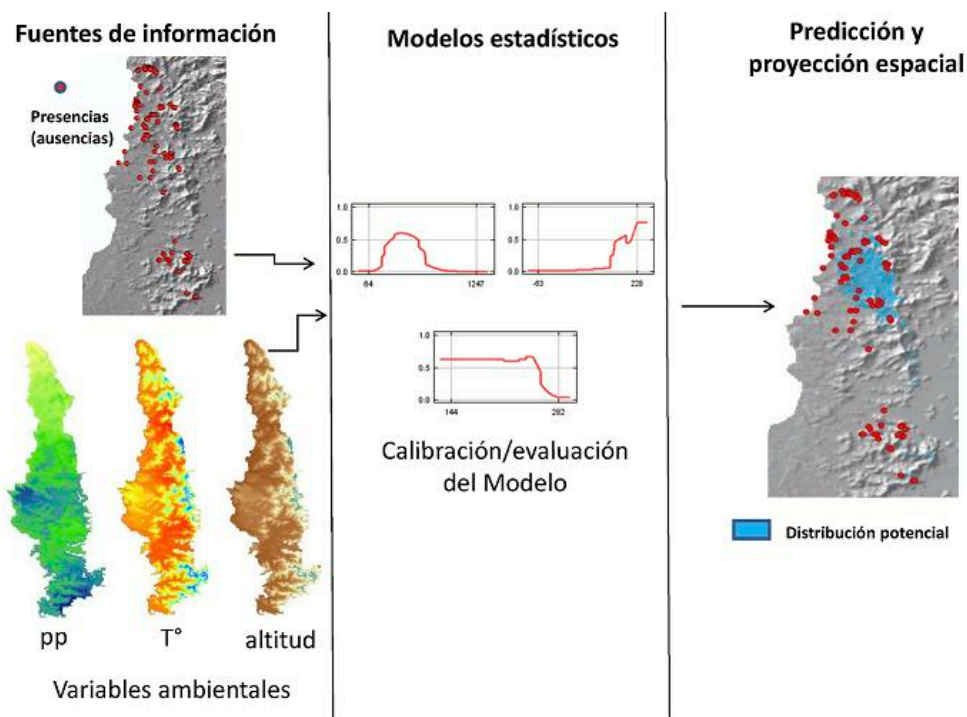 Fuentes de información
Presencias
(ausencias)
pp
T°
altitud
Variables ambientales
Modelos estadísticos
1.0
0.5
0.0
64
1247
1.0
0.5
0.0
-62
228
1.0
0.5
0.0
144
282
Calibración/evaluación
del Modelo
Predicción y
proyección espacial
Distribución potencial